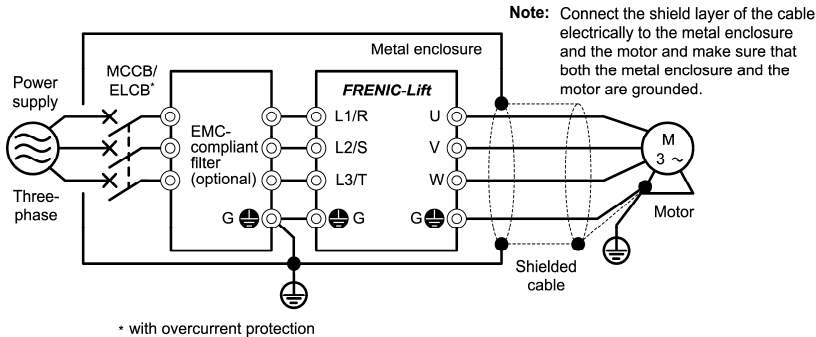 Note: Connect the shield layer of the cable
electrically to the metal enclosure
and the motor and make sure that
both the metal enclosure and the
motor are grounded.
Metal enclosure
MCCB/
ELCB*
Power
supply
FRENIC-Lift
EMC-
compliant
filter
(optional)
L1/R
L2/S
L3/T
U
V
W
M
3 ~
Three-
phase
G
G
G
Motor
Shielded
cable
* with overcurrent protection